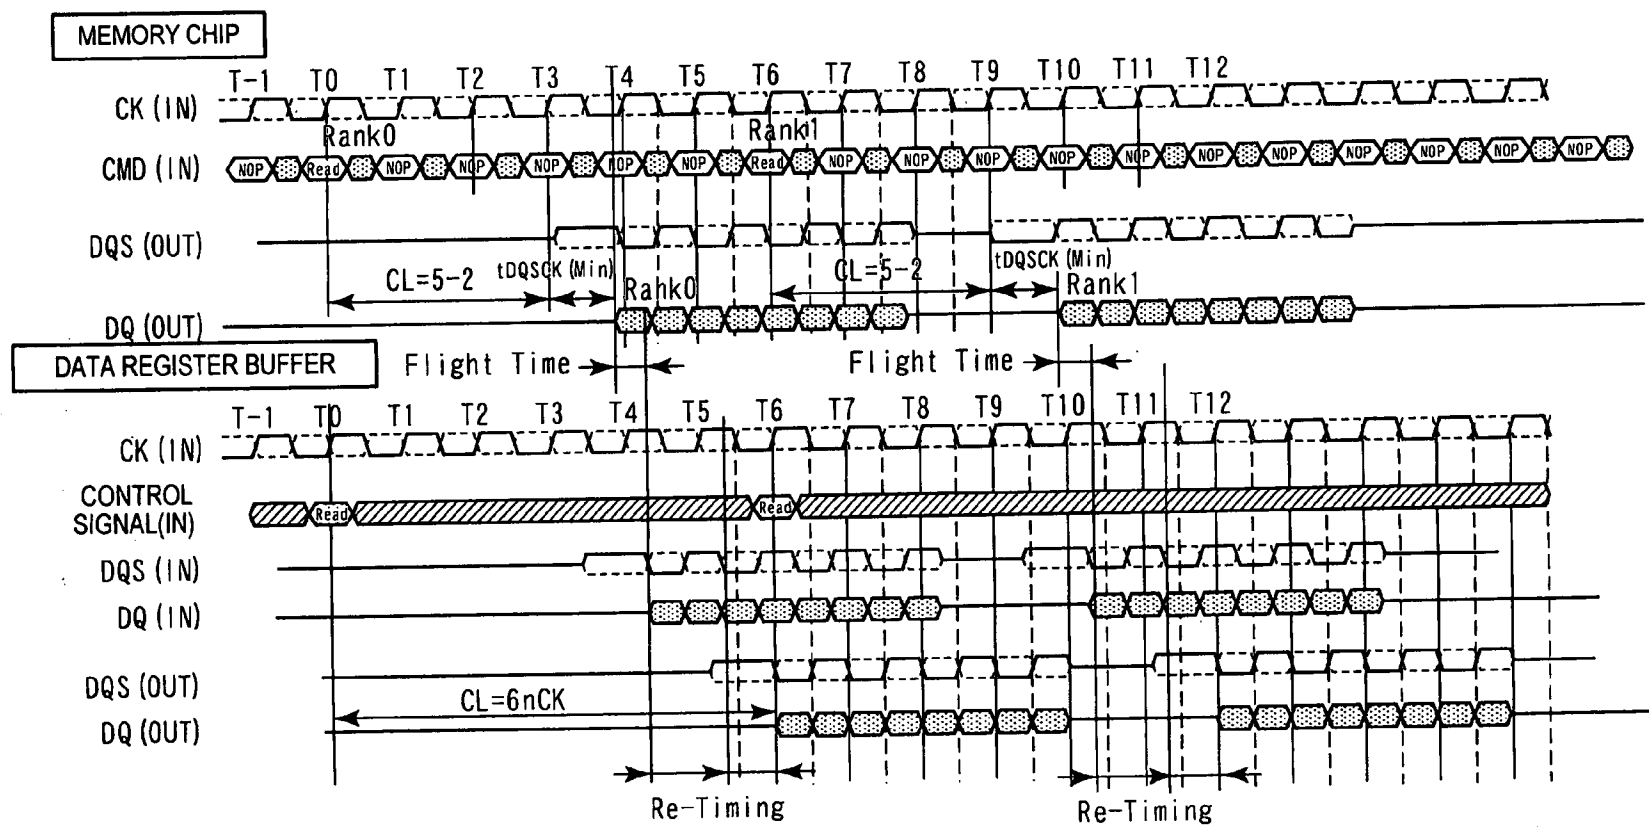 MEMORY CHIP
T-1 T0 T1 T2 T3 T4 T5 T6 T7 T8 T9 T10 T11 T12
CK (IN)
Rank0 Rank1
CMD (IN) NOP Read NOP NOP NOP NOP NOP Read NOP NOP NOP NOP NOP NOP NOP NOP NOP NOP NOP
DQS (OUT)
CL=5-2 tDQSCK (Min) CL=5-2 tDQSCK (Min)
Rank0 Rank1
DQ (OUT)
DATA REGISTER BUFFER
Flight Time Flight Time
T-1 T0 T1 T2 T3 T4 T5 T6 T7 T8 T9 T10 T11 T12
CK (IN)
CONTROL
SIGNAL(IN) Read Read
DQS (IN)
DQ (IN)
DQS (OUT)
CL=6nCK
DQ (OUT)
Re-Timing Re-Timing